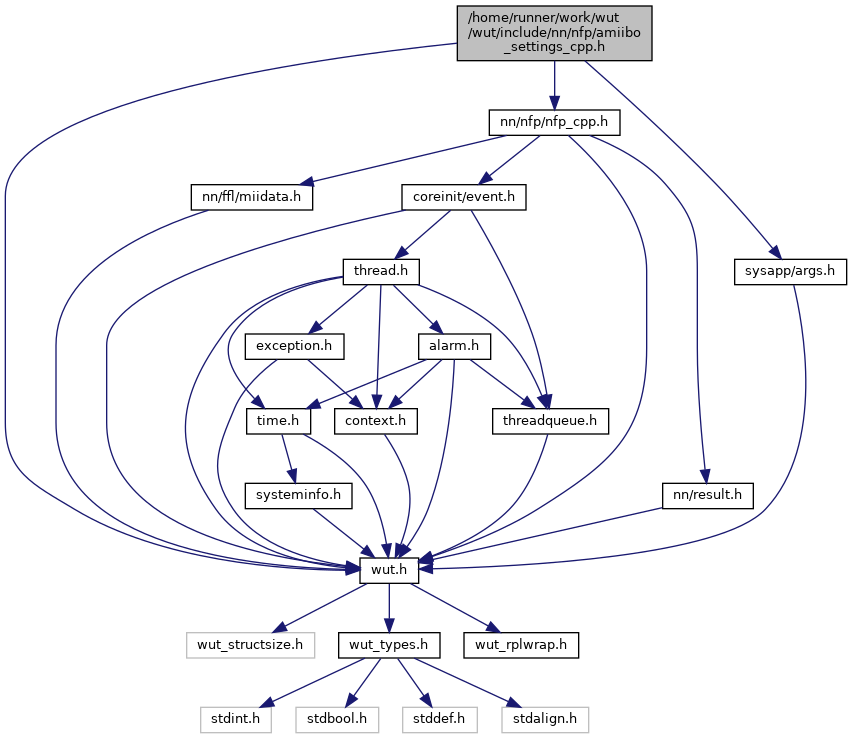 /home/runner/work/wut
/wut/include/nn/nfp/amiibo
_settings_cpp.h
nn/nfp/nfp_cpp.h
nn/ffl/miidata.h
coreinit/event.h
thread.h
sysapp/args.h
exception.h
alarm.h
time.h
context.h
threadqueue.h
systeminfo.h
nn/result.h
wut.h
wut_structsize.h
wut_types.h
wut_rplwrap.h
stdint.h
stdbool.h
stddef.h
stdalign.h